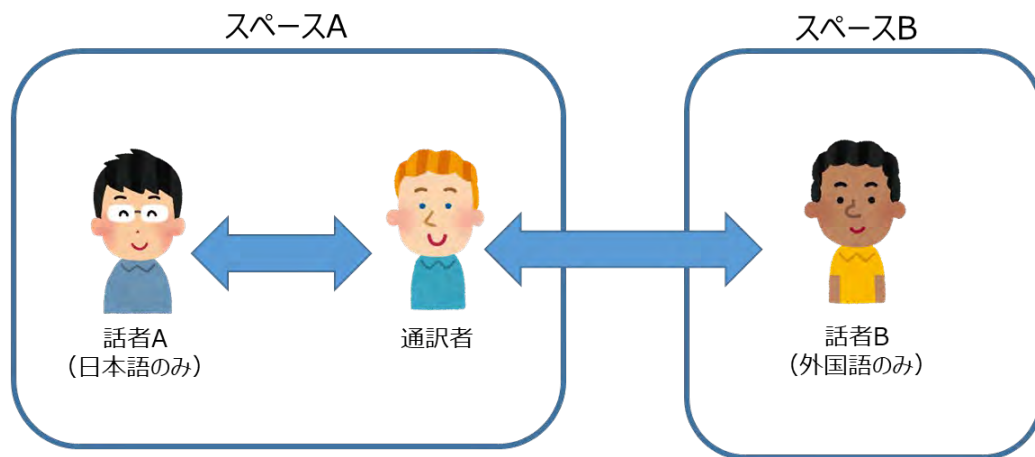 スペースA
スペースB
話者A
（日本語のみ）
通訳者
話者B
（外国語のみ）